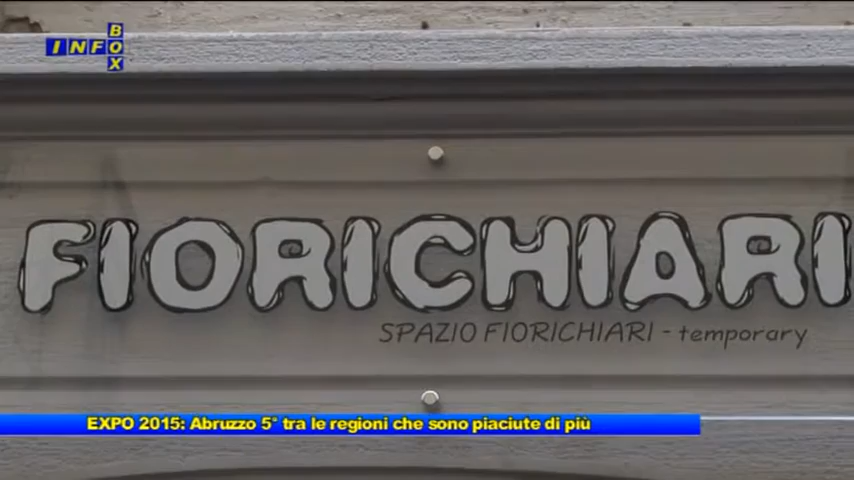 INFO BOX
FIORICHIARI
SPAZIO FIORICHIARI - temporary
EXPO 2015: Abruzzo 5° tra le regioni che sono piaciute di più